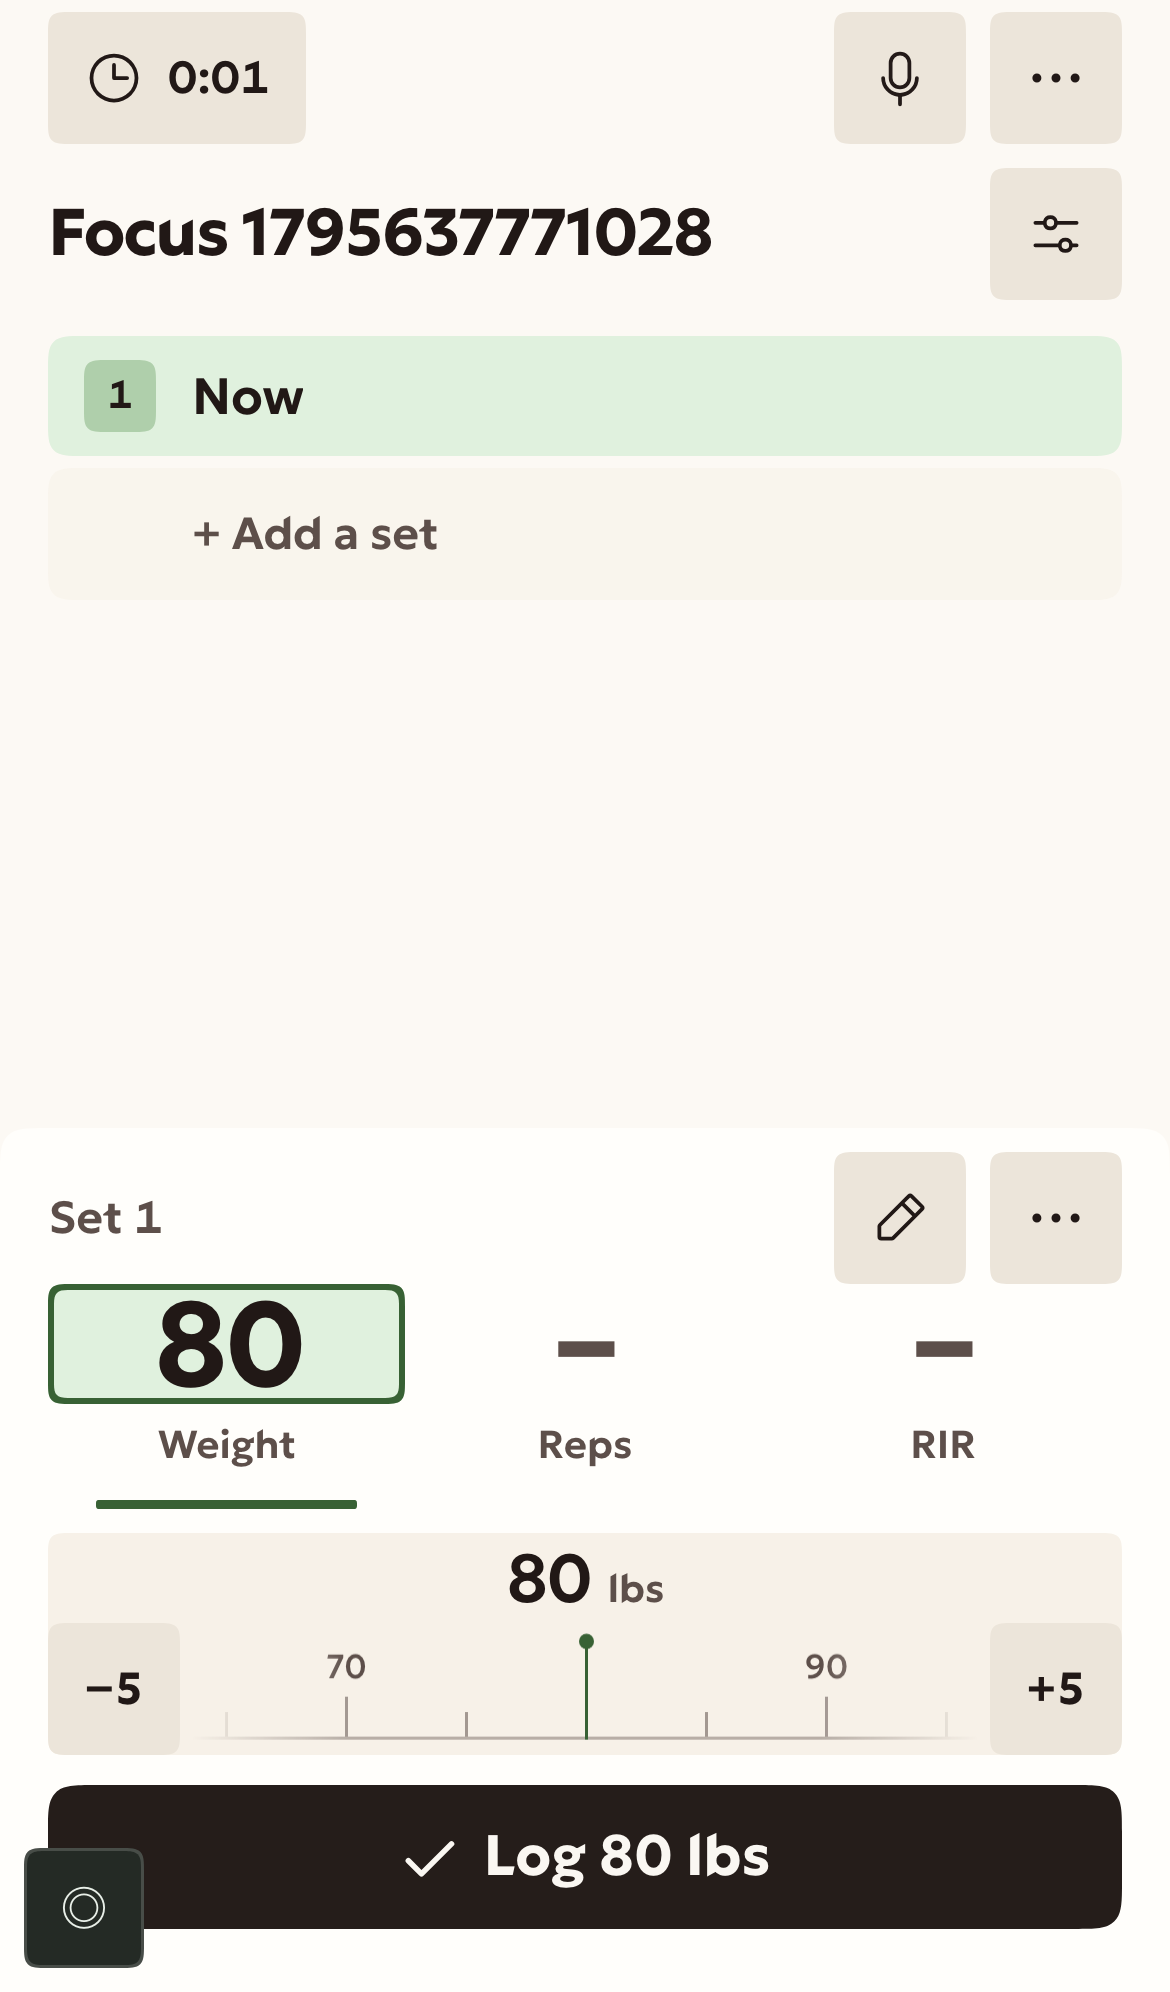 0:01
Focus 1795637771028
1 Now
+ Add a set
Set 1
80 – –
Weight Reps RIR
80 lbs
70 90
−5 +5
Log 80 lbs